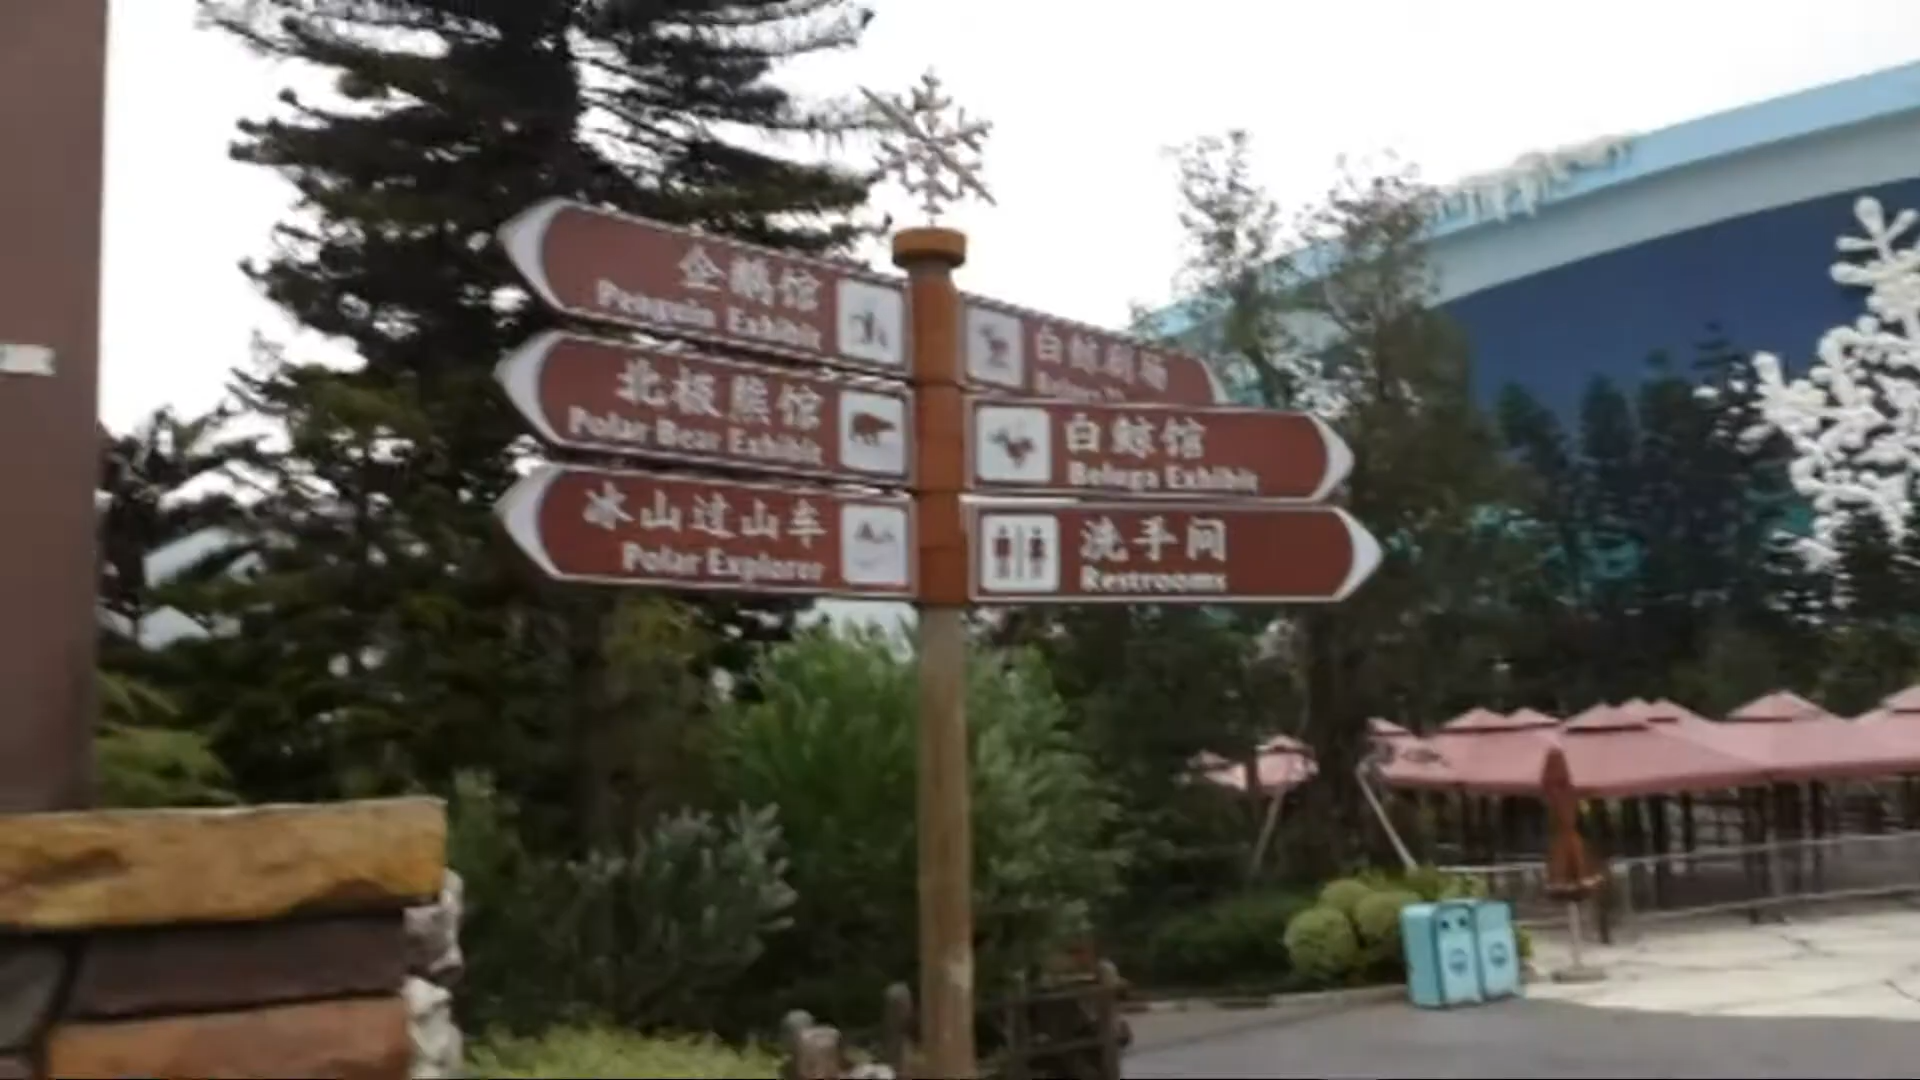 企鹅馆
Penguin Exhibit
北极熊馆
Polar Bear Exhibit
冰山过山车
Polar Explorer
白鲸剧场
Beluga
白鲸馆
Beluga Exhibit
洗手间
Restrooms